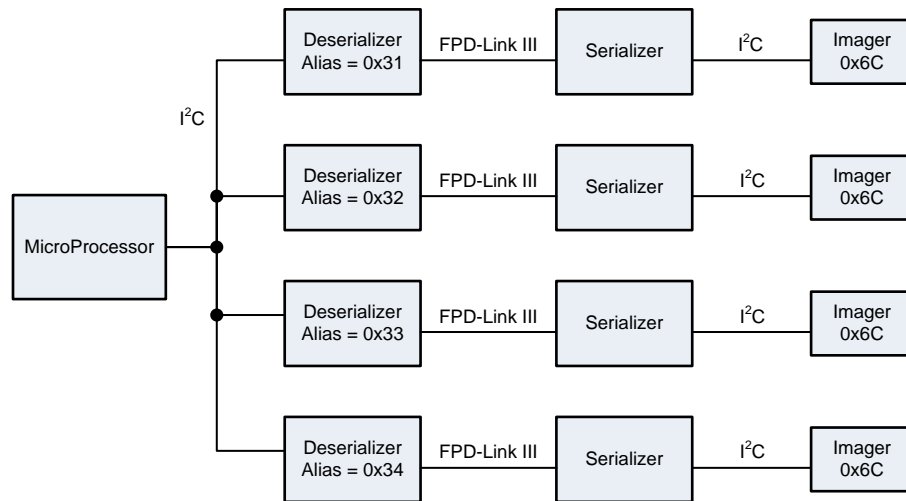 Deserializer
Alias = 0x31
FPD-Link III
Serializer
I²C
Imager
0x6C
I²C
Deserializer
Alias = 0x32
FPD-Link III
Serializer
I²C
Imager
0x6C
MicroProcessor
Deserializer
Alias = 0x33
FPD-Link III
Serializer
I²C
Imager
0x6C
Deserializer
Alias = 0x34
FPD-Link III
Serializer
I²C
Imager
0x6C